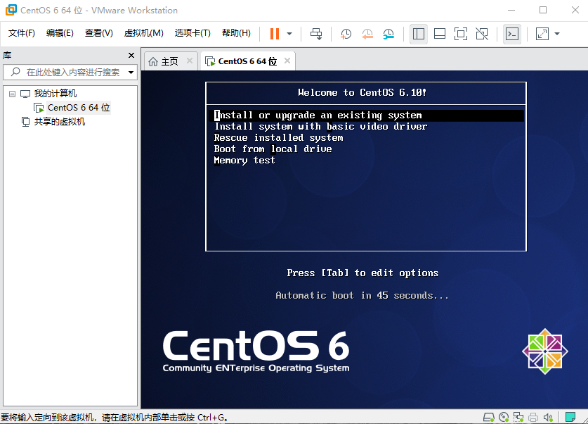 CentOS 6 64 位 - VMware Workstation
文件(F) 编辑(E) 查看(V) 虚拟机(M) 选项卡(T) 帮助(H)
库
在此处键入内容进行搜索
我的计算机
CentOS 6 64 位
共享的虚拟机
主页
CentOS 6 64 位
Welcome to CentOS 6.10!
Install or upgrade an existing system
Install system with basic video driver
Rescue installed system
Boot from local drive
Memory test
Press [Tab] to edit options
Automatic boot in 45 seconds...
CentOS 6
Community ENTerprise Operating System
要将输入定向到该虚拟机，请在虚拟机内部单击或按 Ctrl+G。